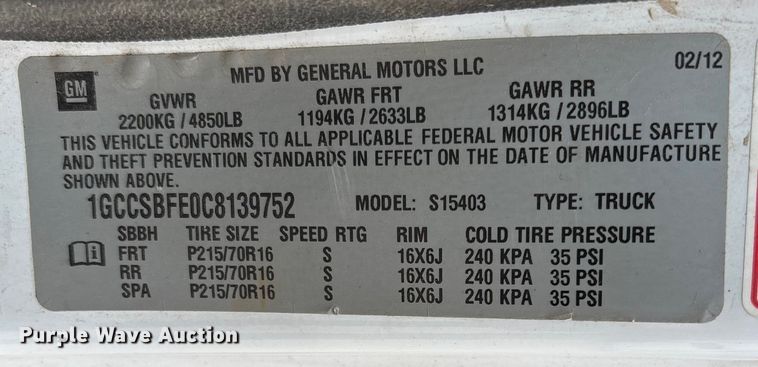 MFD BY GENERAL MOTORS LLC 02/12
GM
GVWR GAWR FRT GAWR RR
2200KG / 4850LB 1194KG / 2633LB 1314KG / 2896LB
THIS VEHICLE CONFORMS TO ALL APPLICABLE FEDERAL MOTOR VEHICLE SAFETY
AND THEFT PREVENTION STANDARDS IN EFFECT ON THE DATE OF MANUFACTURE
SHOWN ABOVE.
1GCCSBFE0C8139752 MODEL: S15403 TYPE: TRUCK
SBBH TIRE SIZE SPEED RTG RIM COLD TIRE PRESSURE
FRT P215/70R16 S 16X6J 240 KPA 35 PSI
RR P215/70R16 S 16X6J 240 KPA 35 PSI
SPA P215/70R16 S 16X6J 240 KPA 35 PSI
Purple Wave Auction